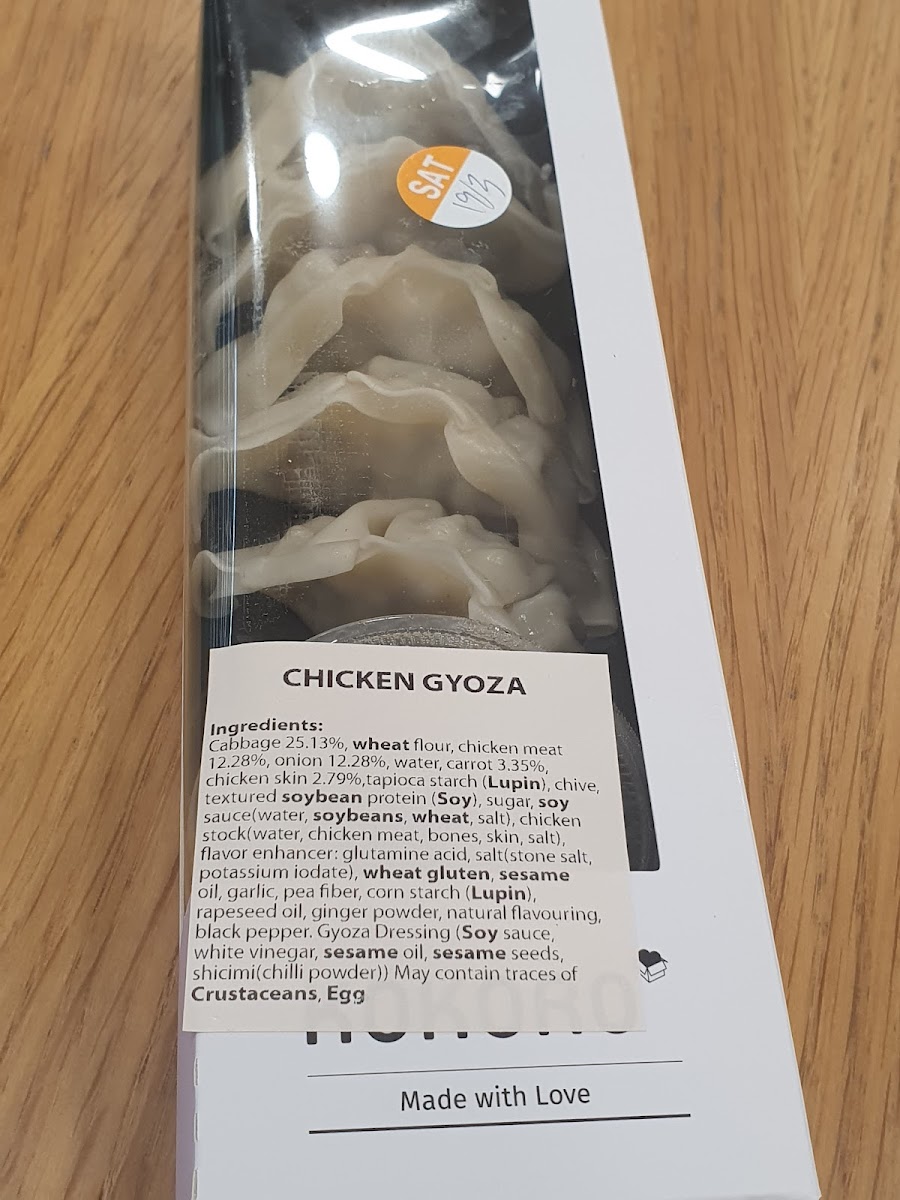 SAT
19/3
CHICKEN GYOZA
Ingredients:
Cabbage 25.13%, wheat flour, chicken meat
12.28%, onion 12.28%, water, carrot 3.35%,
chicken skin 2.79%,tapioca starch (Lupin), chive,
textured soybean protein (Soy), sugar, soy
sauce(water, soybeans, wheat, salt), chicken
stock(water, chicken meat, bones, skin, salt),
flavor enhancer: glutamine acid, salt(stone salt,
potassium iodate), wheat gluten, sesame
oil, garlic, pea fiber, corn starch (Lupin),
rapeseed oil, ginger powder, natural flavouring,
black pepper. Gyoza Dressing (Soy sauce,
white vinegar, sesame oil, sesame seeds,
shicimi(chilli powder)) May contain traces of
Crustaceans, Egg
KOKORO
Made with Love